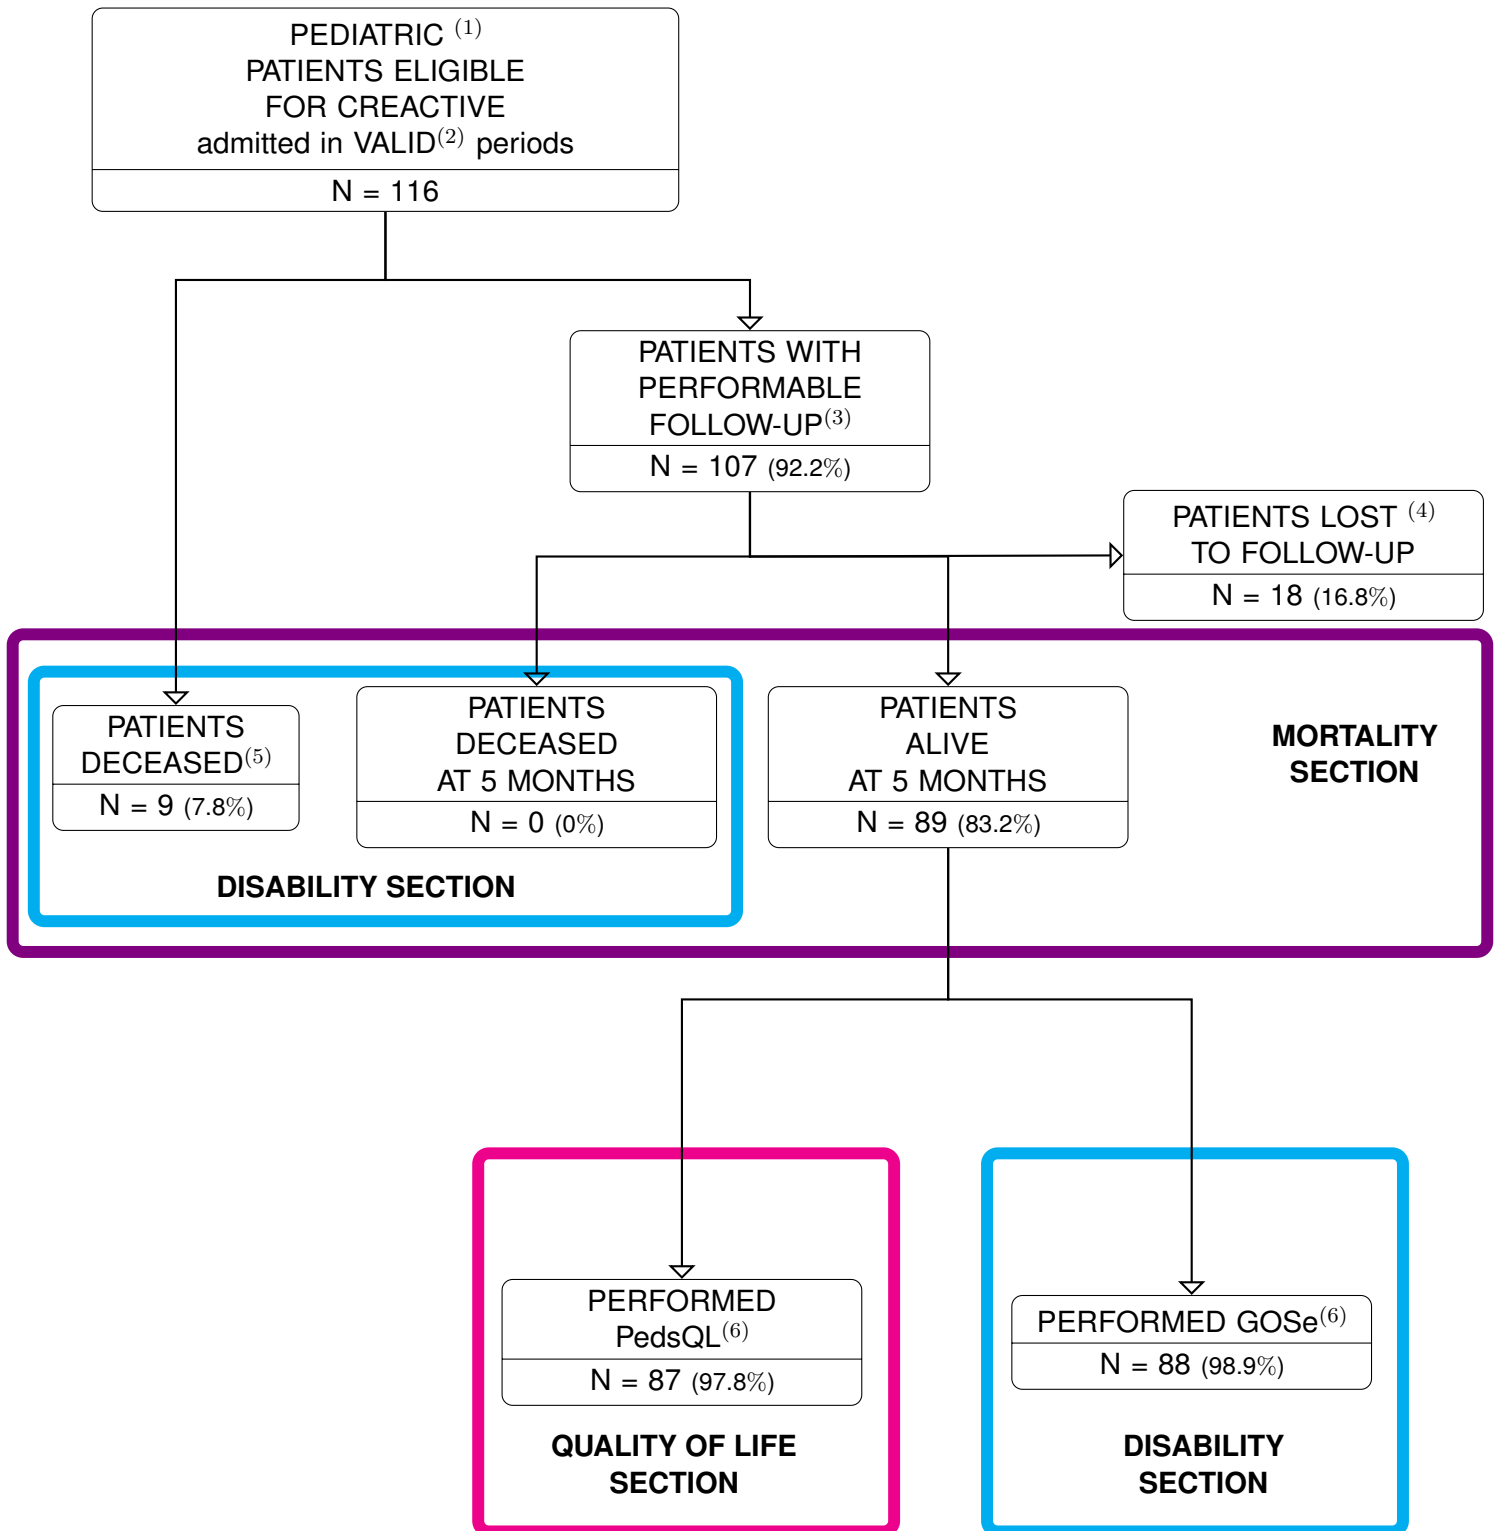 PEDIATRIC (1)
PATIENTS ELIGIBLE
FOR CREACTIVE
admitted in VALID(2) periods
N = 116
PATIENTS WITH
PERFORMABLE
FOLLOW-UP(3)
N = 107 (92.2%)
PATIENTS LOST (4)
TO FOLLOW-UP
N = 18 (16.8%)
PATIENTS
DECEASED(5)
N = 9 (7.8%)
PATIENTS
DECEASED
AT 5 MONTHS
N = 0 (0%)
PATIENTS
ALIVE
AT 5 MONTHS
N = 89 (83.2%)
MORTALITY
SECTION
DISABILITY SECTION
PERFORMED
PedsQL(6)
N = 87 (97.8%)
QUALITY OF LIFE
SECTION
PERFORMED GOSe(6)
N = 88 (98.9%)
DISABILITY
SECTION